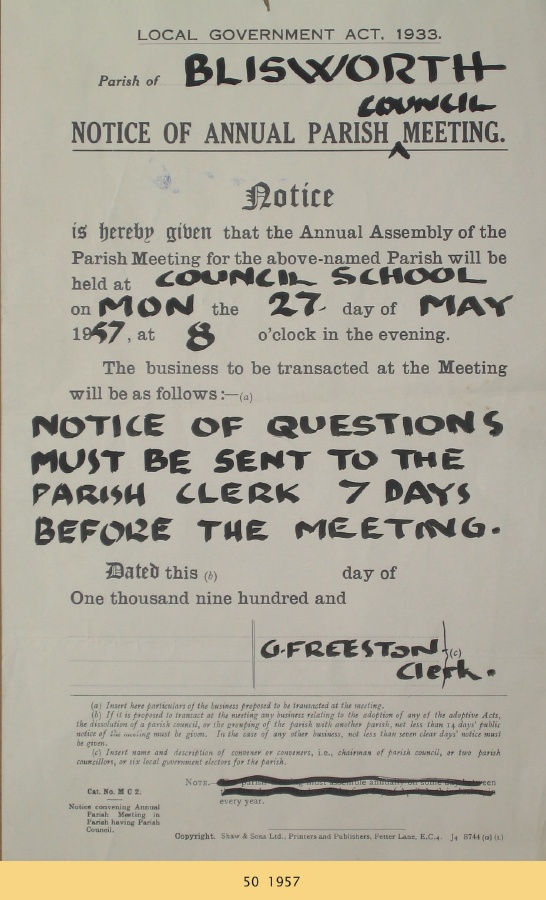 LOCAL GOVERNMENT ACT, 1933.
Parish of BLISWORTH
COUNCIL
NOTICE OF ANNUAL PARISH MEETING.
Notice
is hereby given that the Annual Assembly of the
Parish Meeting for the above-named Parish will be
held at COUNCIL SCHOOL
on MON the 27 day of MAY
1957, at 8 o'clock in the evening.
The business to be transacted at the Meeting
will be as follows:—(a)
NOTICE OF QUESTIONS
MUST BE SENT TO THE
PARISH CLERK 7 DAYS
BEFORE THE MEETING.
Dated this (b) day of
One thousand nine hundred and
G. FREESTON (c)
Clerk.
(a) Insert here particulars of the business proposed to be transacted at the meeting.
(b) If it is proposed to transact at the meeting any business relating to the adoption of any of the adoptive Acts,
the dissolution of a parish council, or the grouping of the parish with another parish, not less than 14 days' public
notice of the meeting must be given. In the case of any other business, not less than seven clear days' notice must
be given.
(c) Insert name and description of convener or conveners, i.e., chairman of parish council, or two parish
councillors, or six local government electors for the parish.
NOTE.— must assemble annually on some
every year.
Cat. No. M C 2.
Notice convening Annual
Parish Meeting in
Parish having Parish
Council.
Copyright. Shaw & Sons Ltd., Printers and Publishers, Fetter Lane, E.C.4. J4 8744 (a) (1)
50 1957